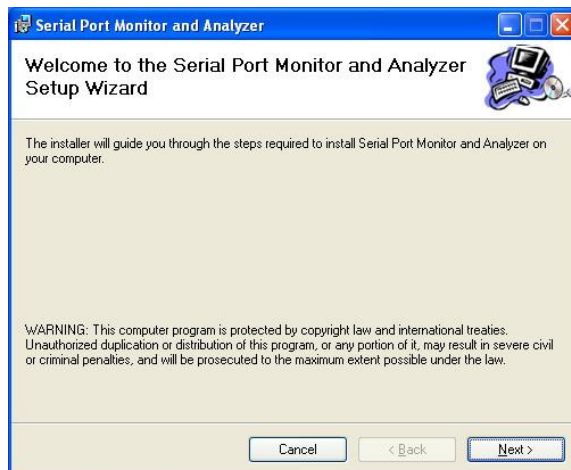 Serial Port Monitor and Analyzer
Welcome to the Serial Port Monitor and Analyzer
Setup Wizard
The installer will guide you through the steps required to install Serial Port Monitor and Analyzer on
your computer.
WARNING: This computer program is protected by copyright law and international treaties.
Unauthorized duplication or distribution of this program, or any portion of it, may result in severe civil
or criminal penalties, and will be prosecuted to the maximum extent possible under the law.
Cancel < Back Next >